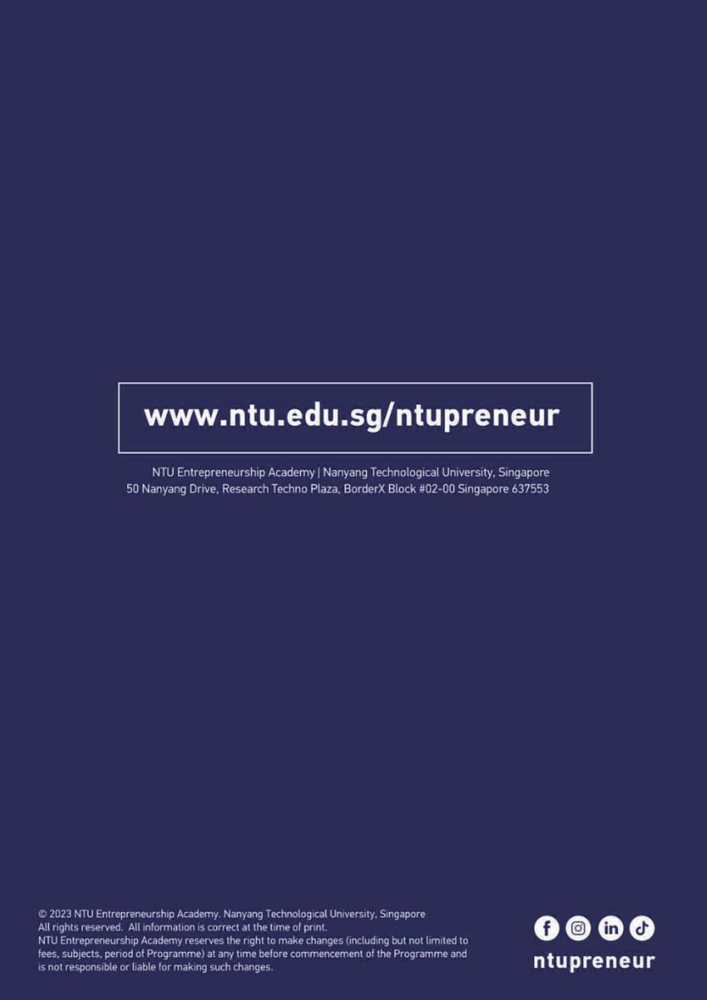 www.ntu.edu.sg/ntupreneur
NTU Entrepreneurship Academy | Nanyang Technological University, Singapore
50 Nanyang Drive, Research Techno Plaza, BorderX Block #02-00 Singapore 637553
© 2023 NTU Entrepreneurship Academy. Nanyang Technological University, Singapore
All rights reserved. All information is correct at the time of print.
NTU Entrepreneurship Academy reserves the right to make changes (including but not limited to
fees, subjects, period of Programme) at any time before commencement of the Programme and
is not responsible or liable for making such changes.
ntupreneur